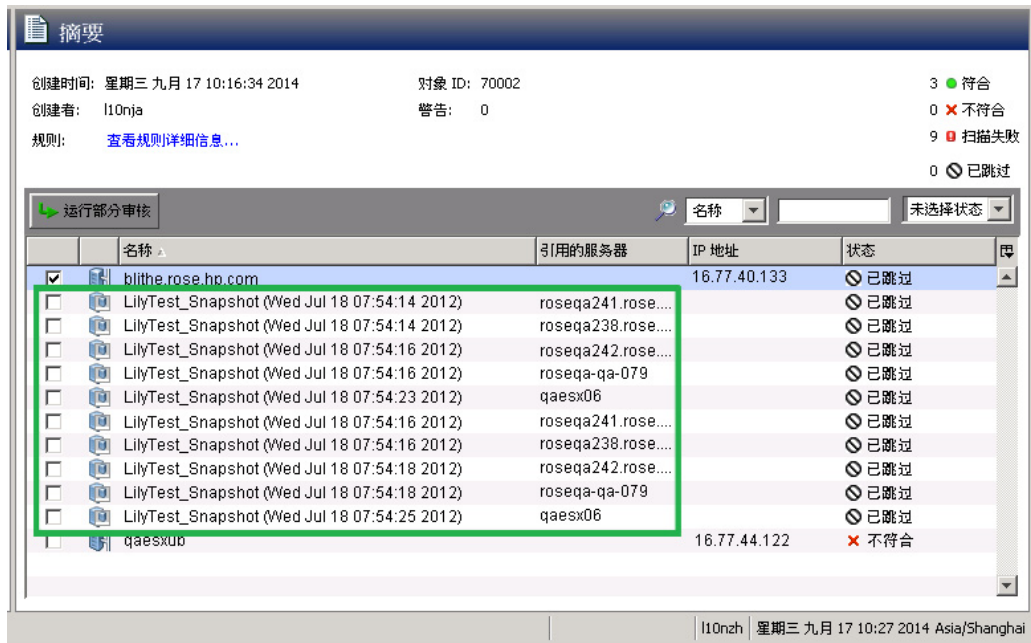 摘要
创建时间: 星期三 九月 17 10:16:34 2014 对象 ID: 70002 3 符合
创建者: l10nja 警告: 0 0 不符合
规则: 查看规则详细信息... 9 扫描失败
0 已跳过
运行部分审核 名称 未选择状态
名称 引用的服务器 IP 地址 状态
blithe.rose.hp.com 16.77.40.133 已跳过
LilyTest_Snapshot (Wed Jul 18 07:54:14 2012) roseqa241.rose.... 已跳过
LilyTest_Snapshot (Wed Jul 18 07:54:14 2012) roseqa238.rose.... 已跳过
LilyTest_Snapshot (Wed Jul 18 07:54:16 2012) roseqa242.rose.... 已跳过
LilyTest_Snapshot (Wed Jul 18 07:54:16 2012) roseqa-qa-079 已跳过
LilyTest_Snapshot (Wed Jul 18 07:54:23 2012) qaesx06 已跳过
LilyTest_Snapshot (Wed Jul 18 07:54:16 2012) roseqa241.rose.... 已跳过
LilyTest_Snapshot (Wed Jul 18 07:54:16 2012) roseqa238.rose.... 已跳过
LilyTest_Snapshot (Wed Jul 18 07:54:18 2012) roseqa242.rose.... 已跳过
LilyTest_Snapshot (Wed Jul 18 07:54:18 2012) roseqa-qa-079 已跳过
LilyTest_Snapshot (Wed Jul 18 07:54:25 2012) qaesx06 已跳过
qaesx06 16.77.44.122 不符合
l10nzh 星期三 九月 17 10:27 2014 Asia/Shanghai